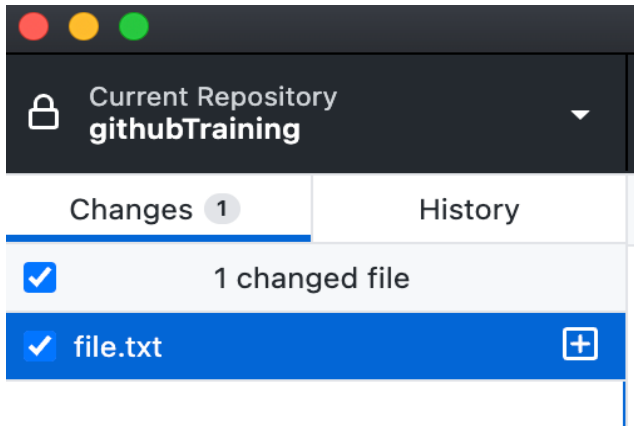 Current Repository
githubTraining
Changes 1
History
1 changed file
file.txt